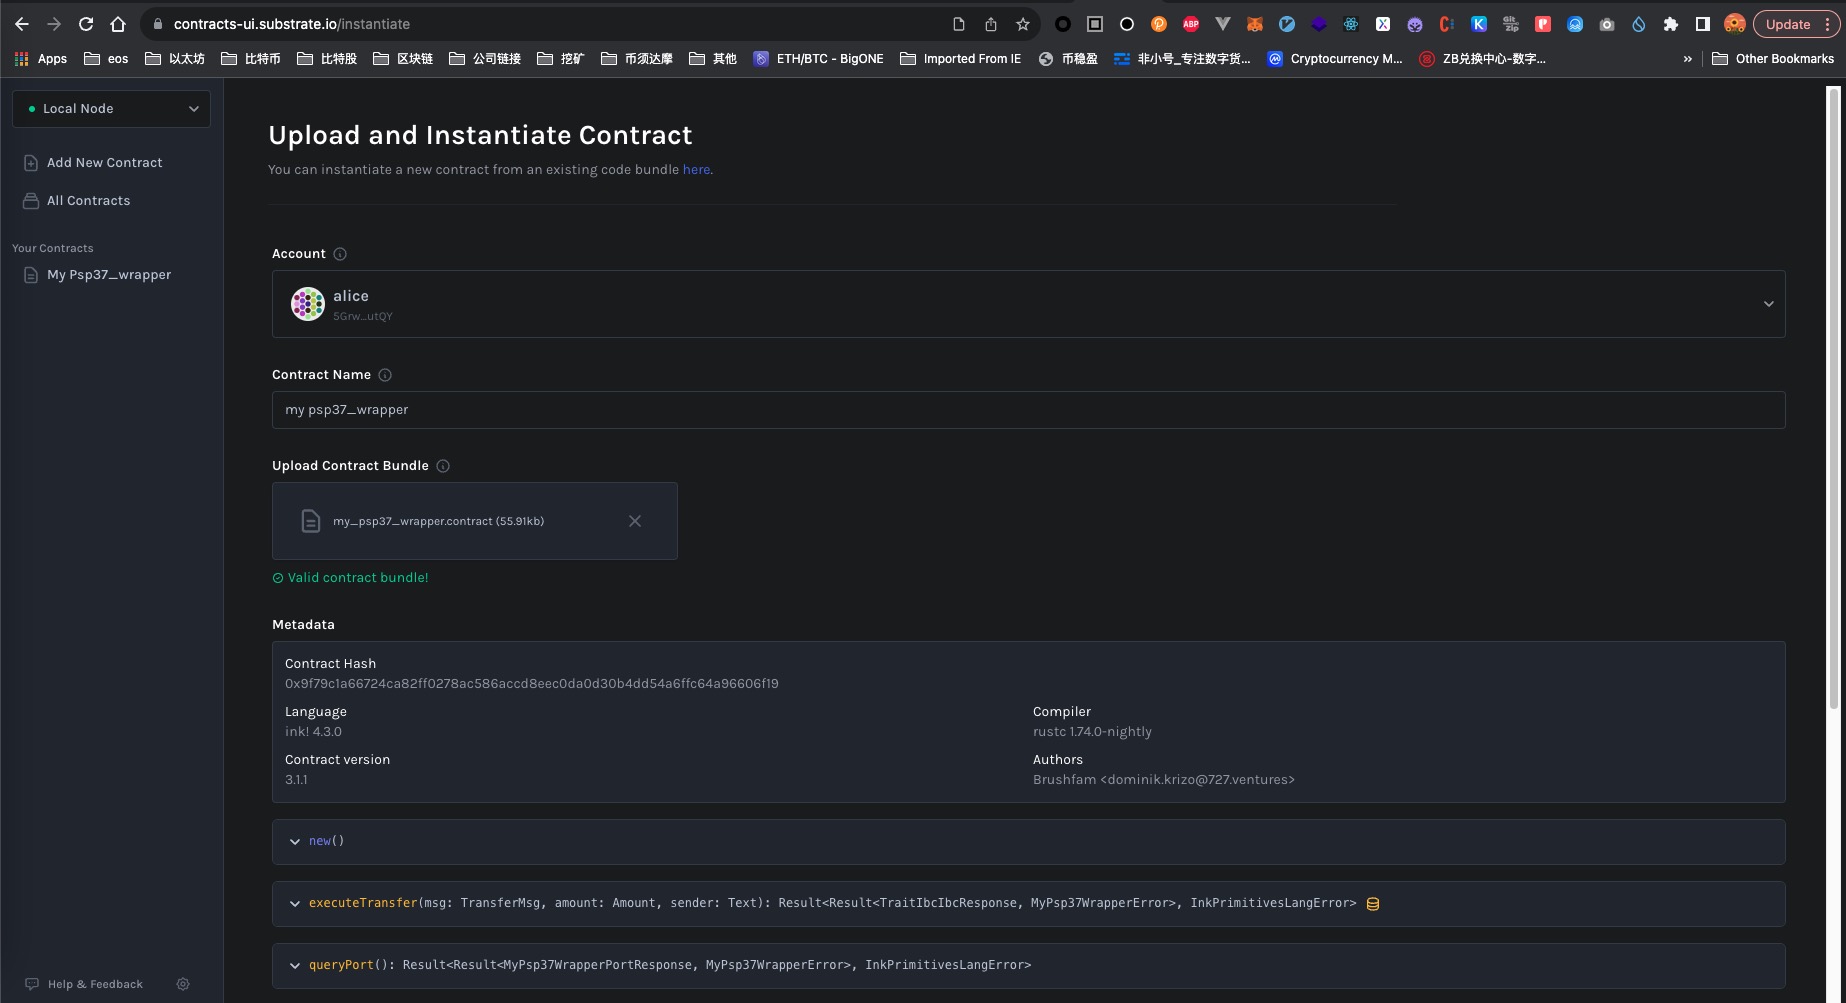 contracts-ui.substrate.io/instantiate
ABP
Git
Zip
Update
Apps
eos
以太坊
比特币
比特股
区块链
公司链接
挖矿
币须达摩
其他
ETH/BTC - BigONE
Imported From IE
币稳盈
非小号_专注数字货...
Cryptocurrency M...
ZB兑换中心-数字...
»
Other Bookmarks
Local Node
Add New Contract
All Contracts
Your Contracts
My Psp37_wrapper
Upload and Instantiate Contract
You can instantiate a new contract from an existing code bundle here.
Account
alice
5Grw...utQY
Contract Name
my psp37_wrapper
Upload Contract Bundle
my_psp37_wrapper.contract (55.91kb)
Valid contract bundle!
Metadata
Contract Hash
0x9f79c1a66724ca82ff0278ac586accd8eec0da0d30b4dd54a6ffc64a96606f19
Language
ink! 4.3.0
Compiler
rustc 1.74.0-nightly
Contract version
3.1.1
Authors
Brushfam <dominik.krizo@727.ventures>
new()
executeTransfer(msg: TransferMsg, amount: Amount, sender: Text): Result<Result<TraitIbcIbcResponse, MyPsp37WrapperError>, InkPrimitivesLangError>
queryPort(): Result<Result<MyPsp37WrapperPortResponse, MyPsp37WrapperError>, InkPrimitivesLangError>
Help & Feedback